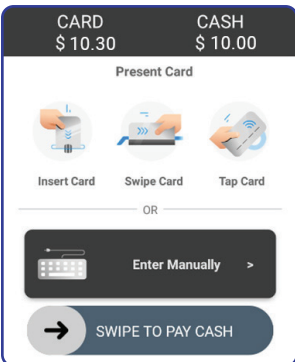 CARD CASH
$ 10.30 $ 10.00
Present Card
Insert Card Swipe Card Tap Card
OR
Enter Manually >
SWIPE TO PAY CASH